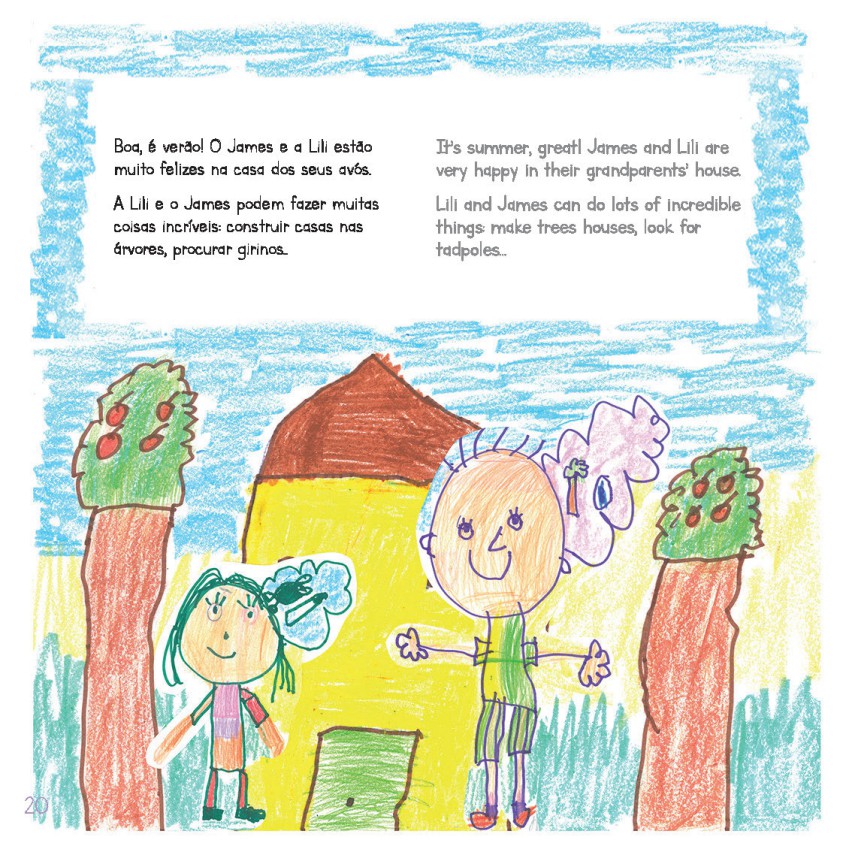 Boa, é verão! O James e a Lili estão
muito felizes na casa dos seus avós.
A Lili e o James podem fazer muitas
coisas incríveis: construir casas nas
árvores, procurar girinos...
It's summer, great! James and Lili are
very happy in their grandparents' house.
Lili and James can do lots of incredible
things: make trees houses, look for
tadpoles...
20